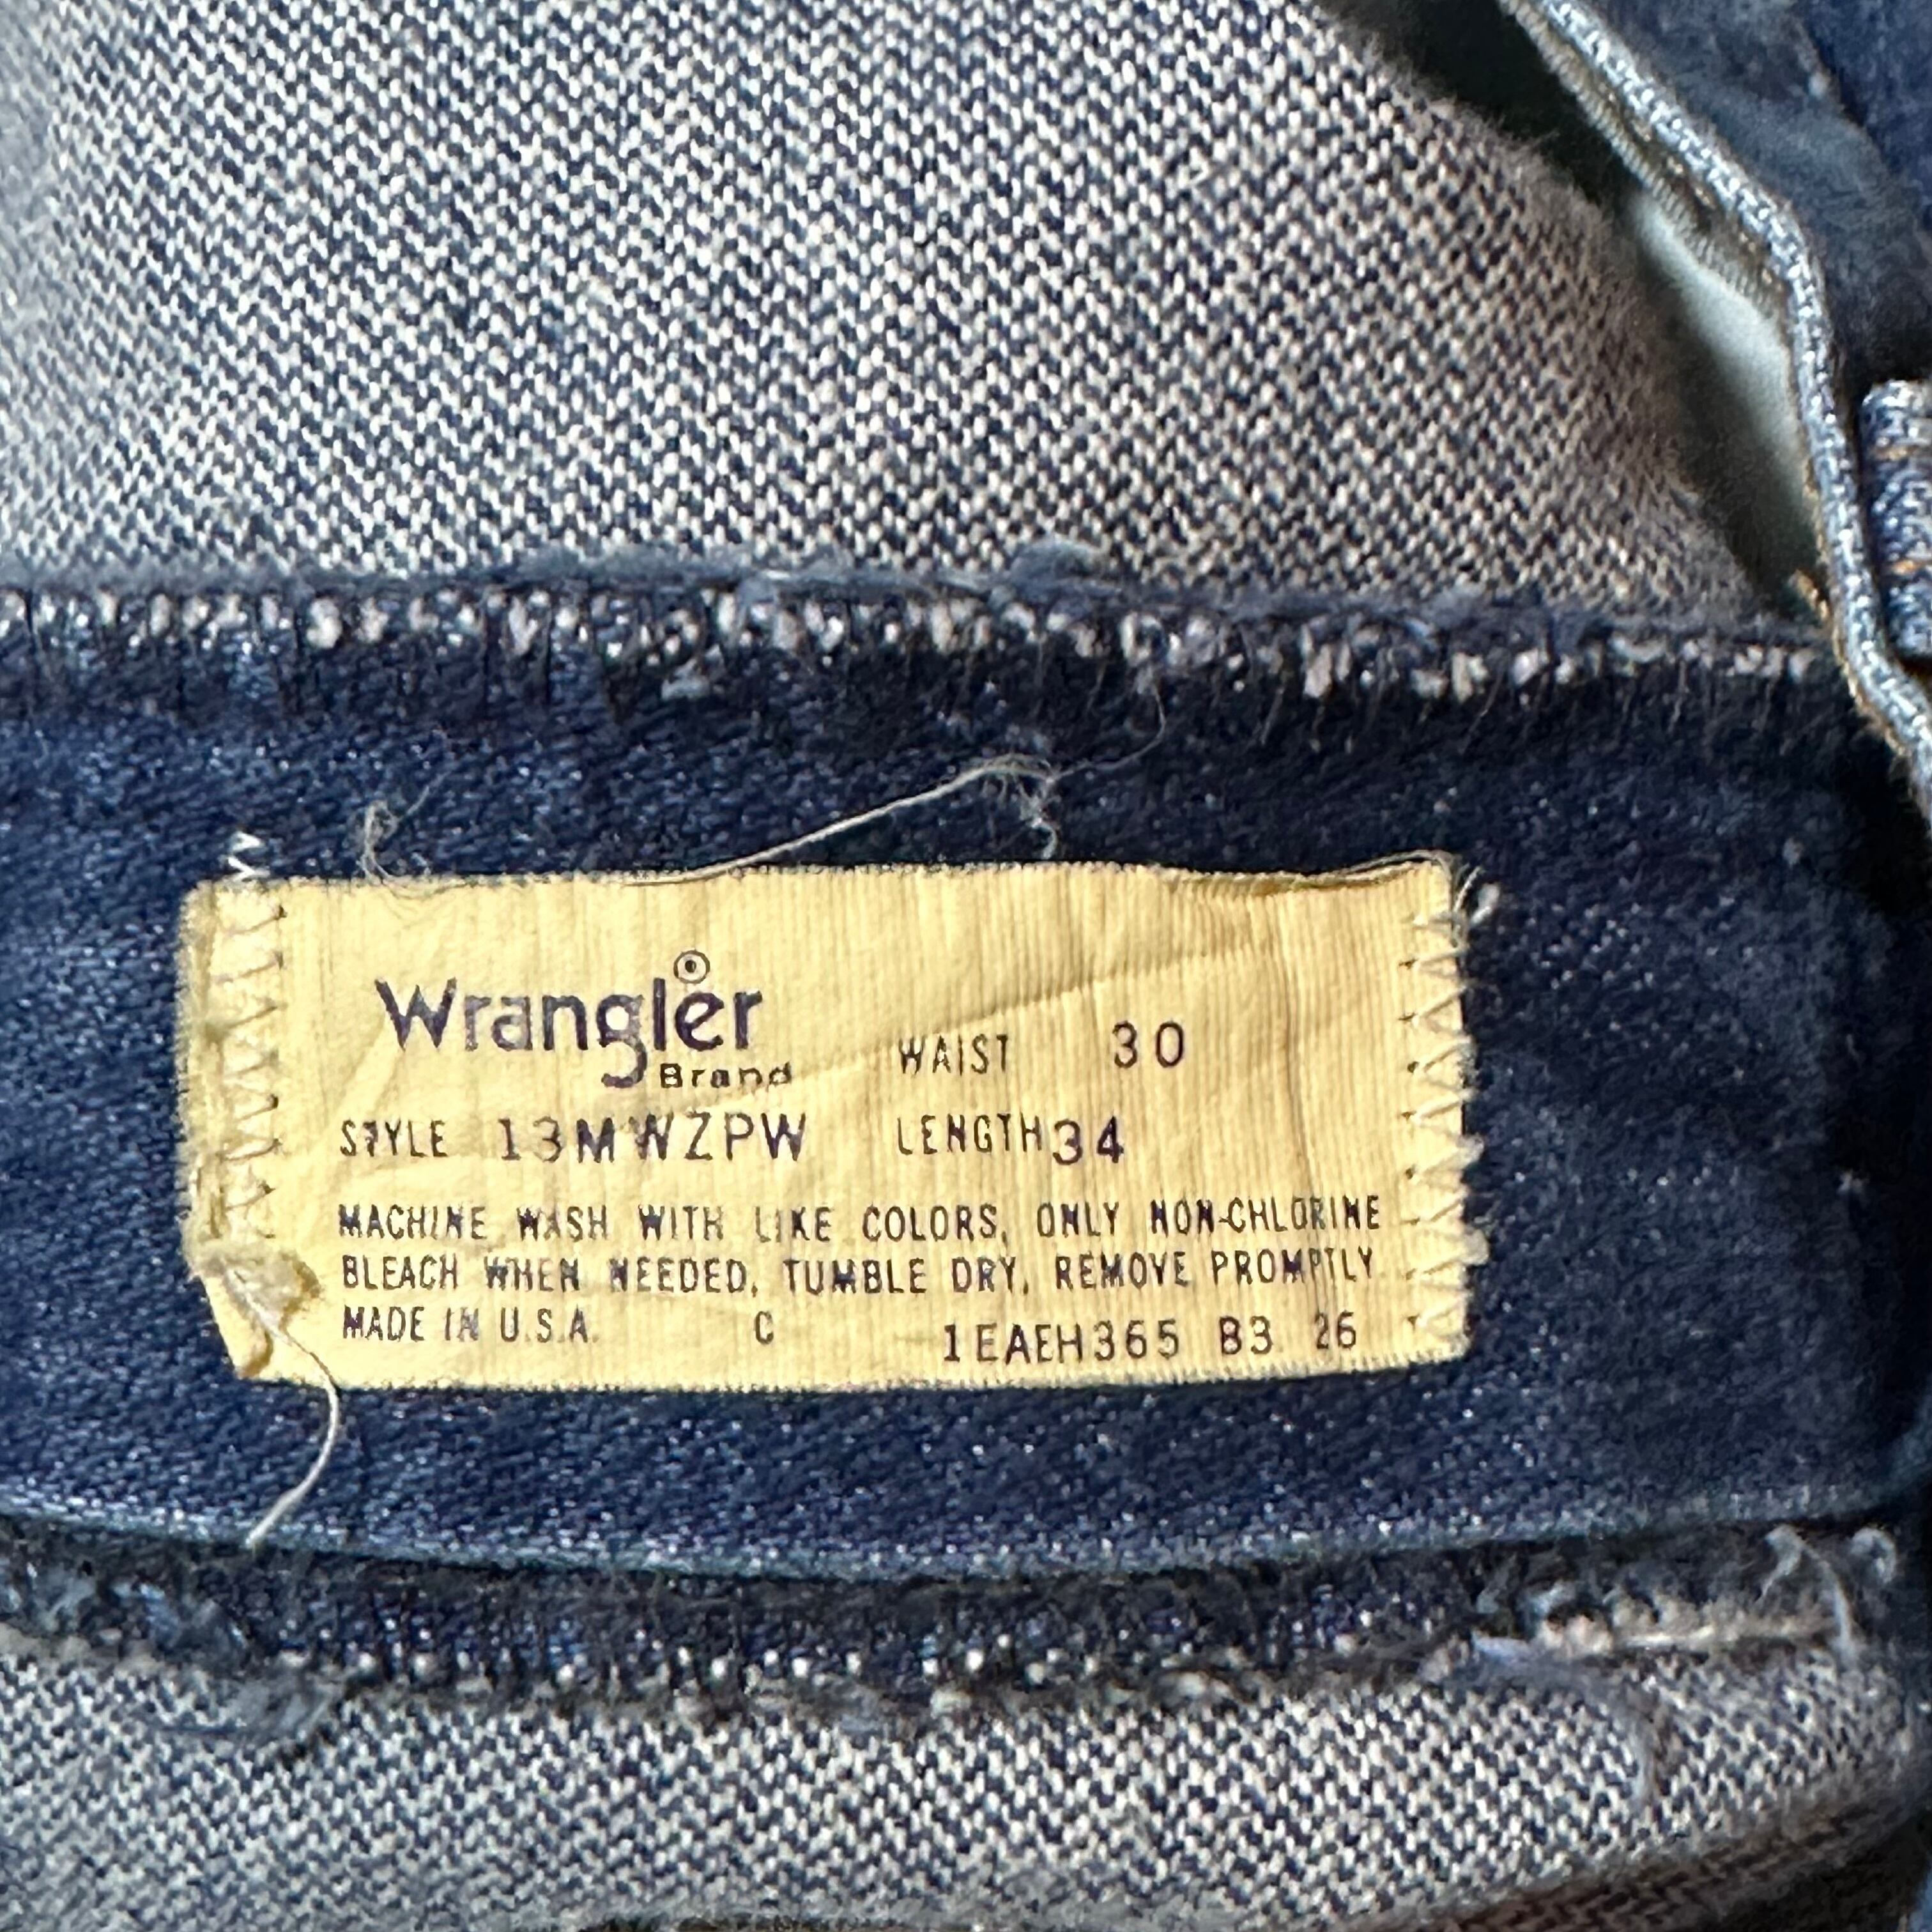 Wrangler®
Brand
WAIST 30
STYLE 13MWZPW LENGTH 34
MACHINE WASH WITH LIKE COLORS, ONLY NON-CHLORINE
BLEACH WHEN NEEDED, TUMBLE DRY, REMOVE PROMPTLY
MADE IN U.S.A. C 1EAEH365 B3 26